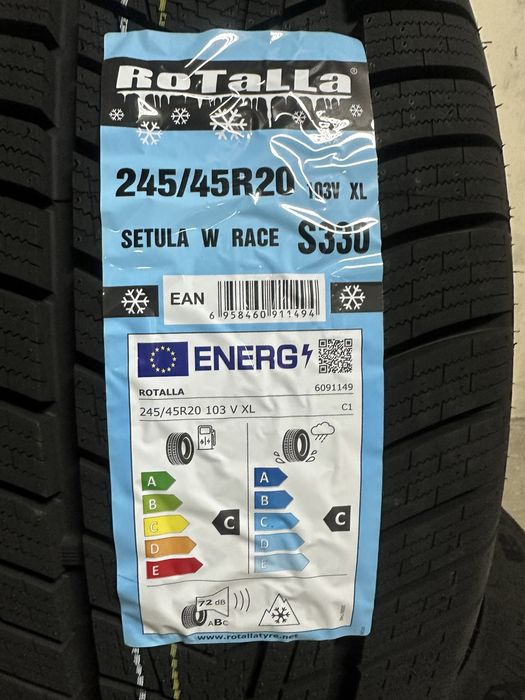 RoTalla®
245/45R20 103V XL
SETULA W RACE S330
EAN
6 958460 911494
ENERG
ROTALLA 6091149
245/45R20 103 V XL C1
A A
B B
C C C C
D D
E E
72 dB
ABC
www.rotallatyre.net